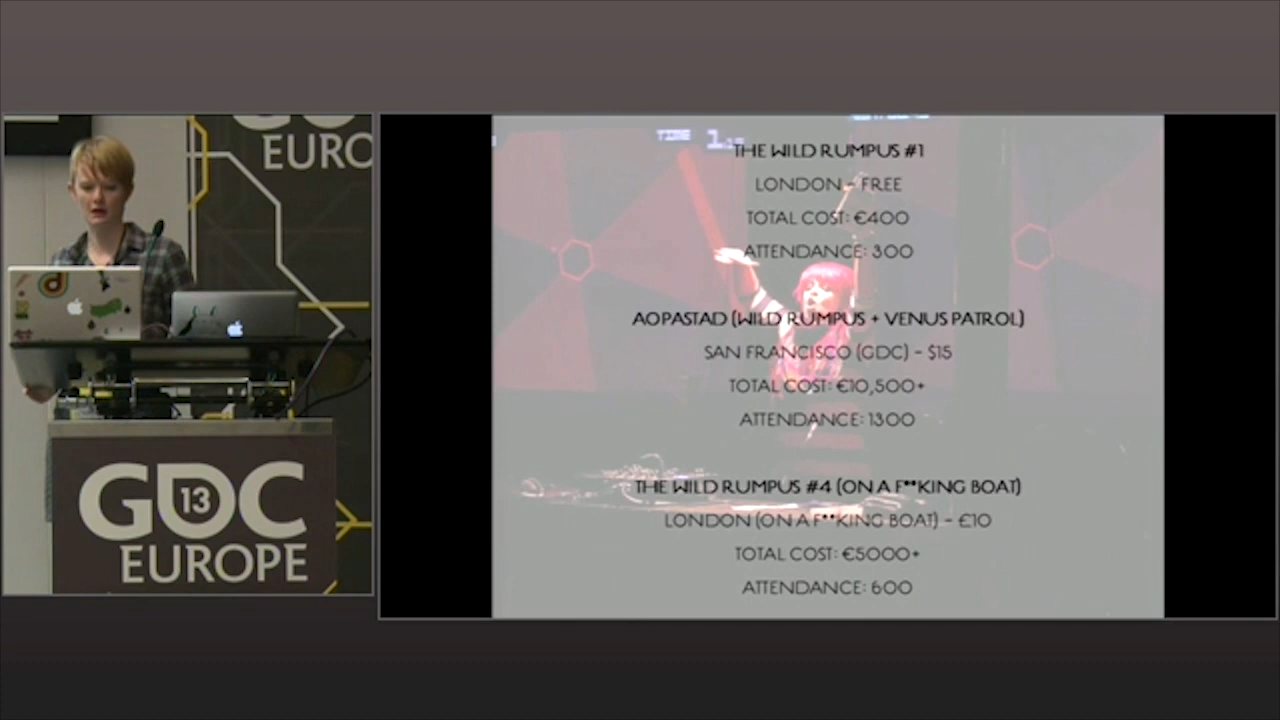 EURO
GDC
13
EUROPE
TIME
THE WILD RUMPUS #1
LONDON - FREE
TOTAL COST: €400
ATTENDANCE: 300
AOPASTAD (WILD RUMPUS + VENUS PATROL)
SAN FRANCISCO (GDC) - $15
TOTAL COST: €10,500+
ATTENDANCE: 1300
THE WILD RUMPUS #4 (ON A F**KING BOAT)
LONDON (ON A F**KING BOAT) - £10
TOTAL COST: €5000+
ATTENDANCE: 600